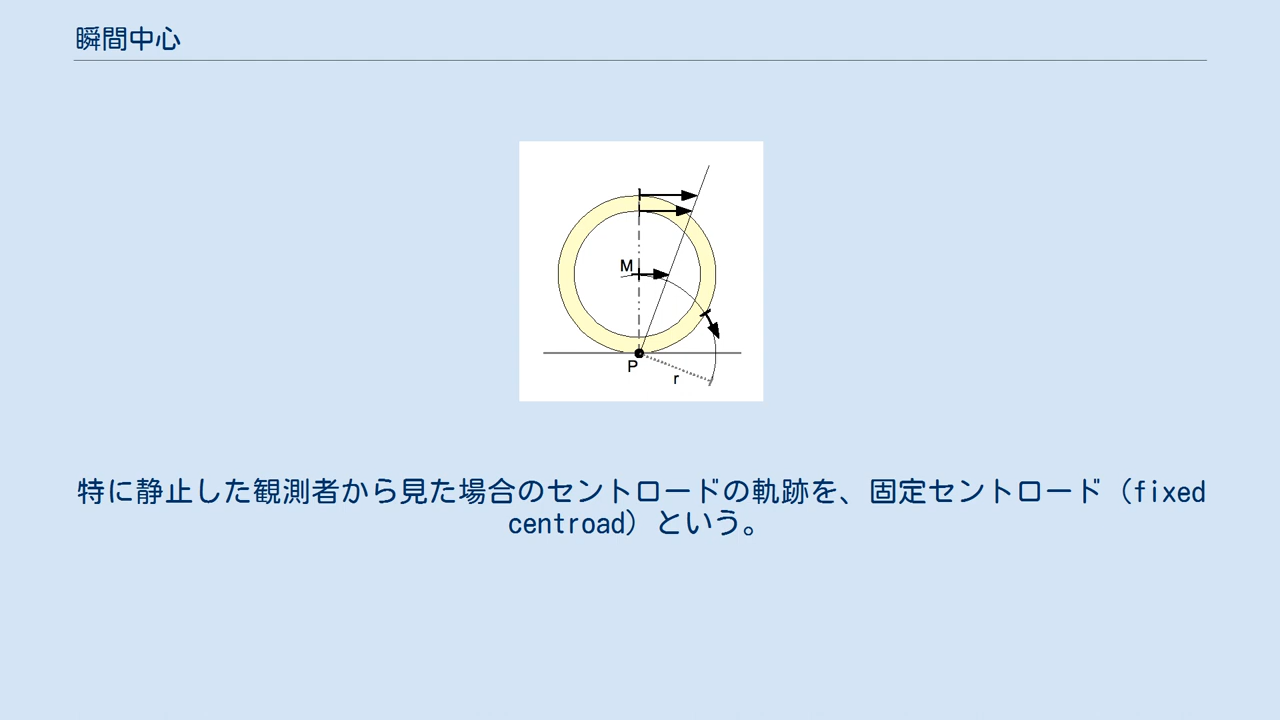 瞬間中心
M
P
r
特に静止した観測者から見た場合のセントロードの軌跡を、固定セントロード（fixed
centroad）という。